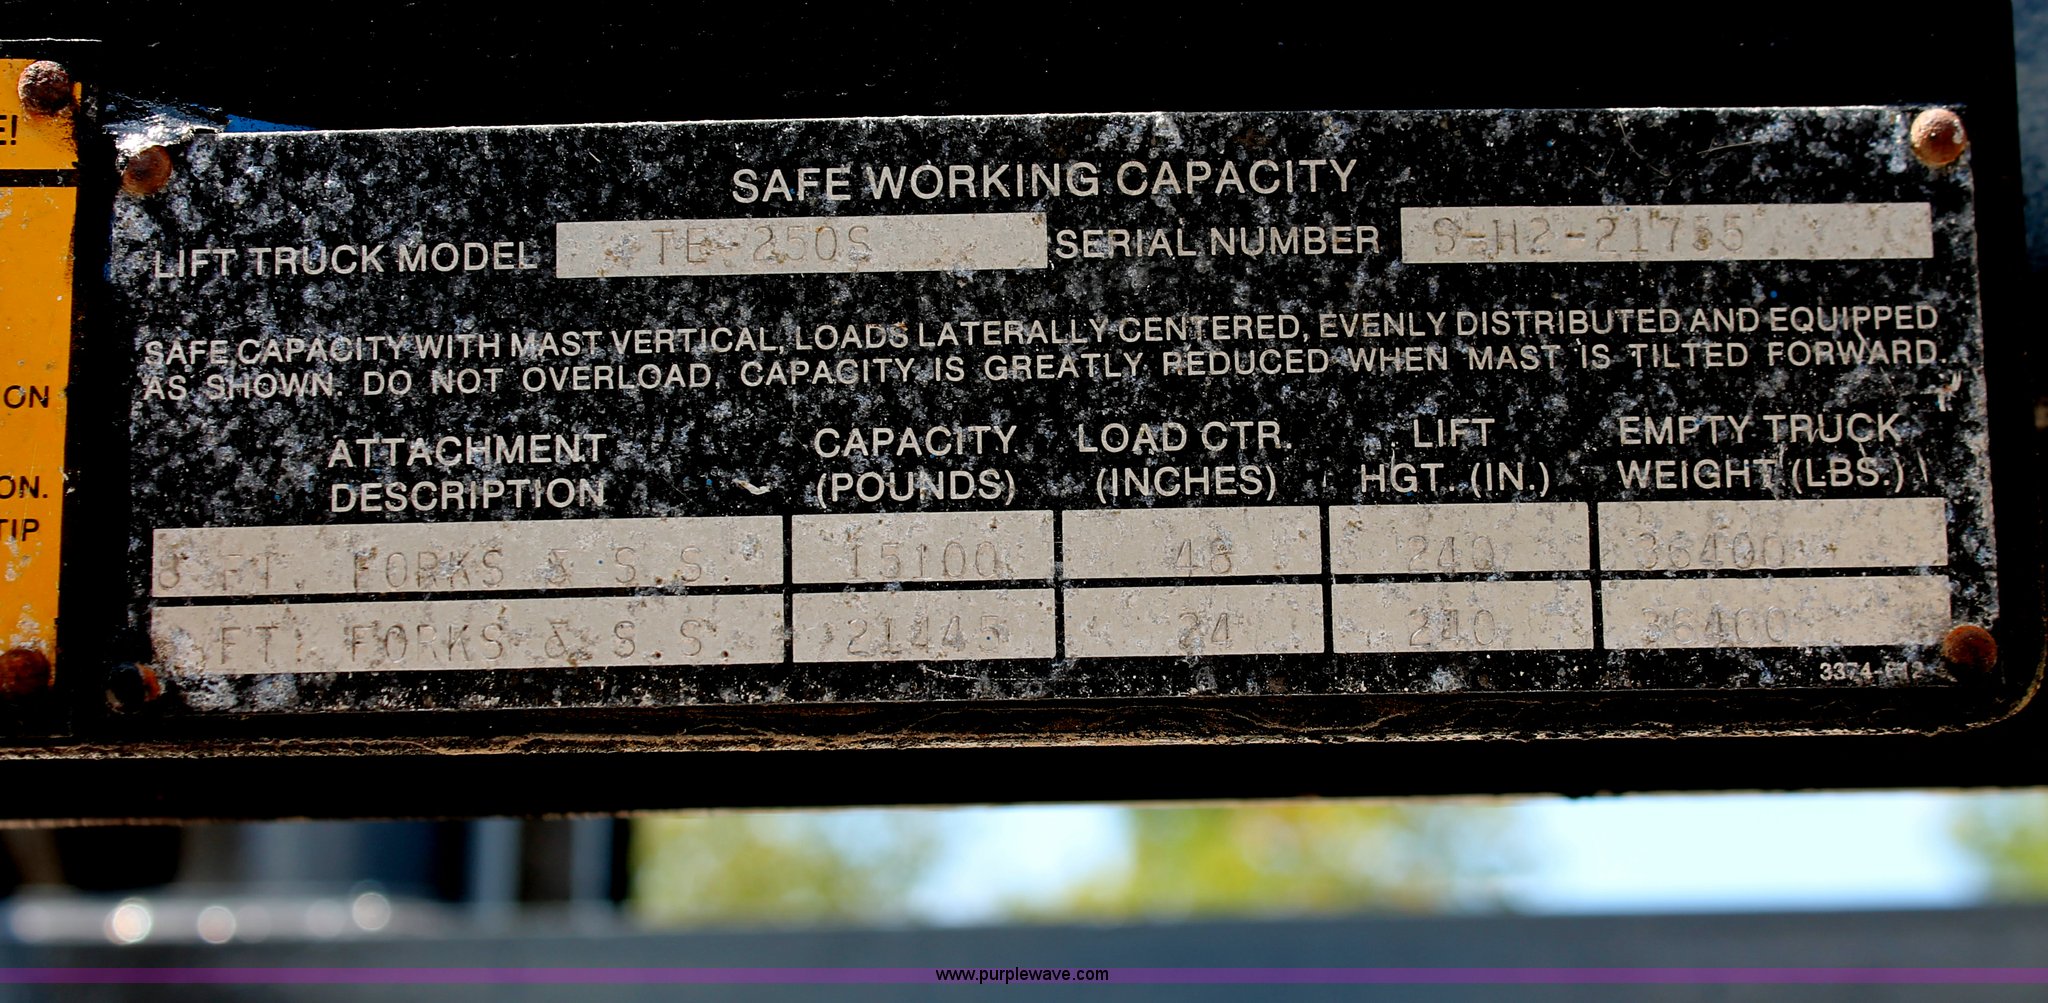 E!
SAFE WORKING CAPACITY
LIFT TRUCK MODEL TE-250S SERIAL NUMBER S-H2-21755
SAFE CAPACITY WITH MAST VERTICAL, LOADS LATERALLY CENTERED, EVENLY DISTRIBUTED AND EQUIPPED
AS SHOWN. DO NOT OVERLOAD. CAPACITY IS GREATLY REDUCED WHEN MAST IS TILTED FORWARD.
ON
ATTACHMENT DESCRIPTION CAPACITY (POUNDS) LOAD CTR. (INCHES) LIFT HGT. (IN.) EMPTY TRUCK WEIGHT (LBS.)
ON.
TIP
8 FT. FORKS & S.S. 15100 48 240 36400
FT. FORKS & S.S. 21445 24 240 36400
www.purplewave.com